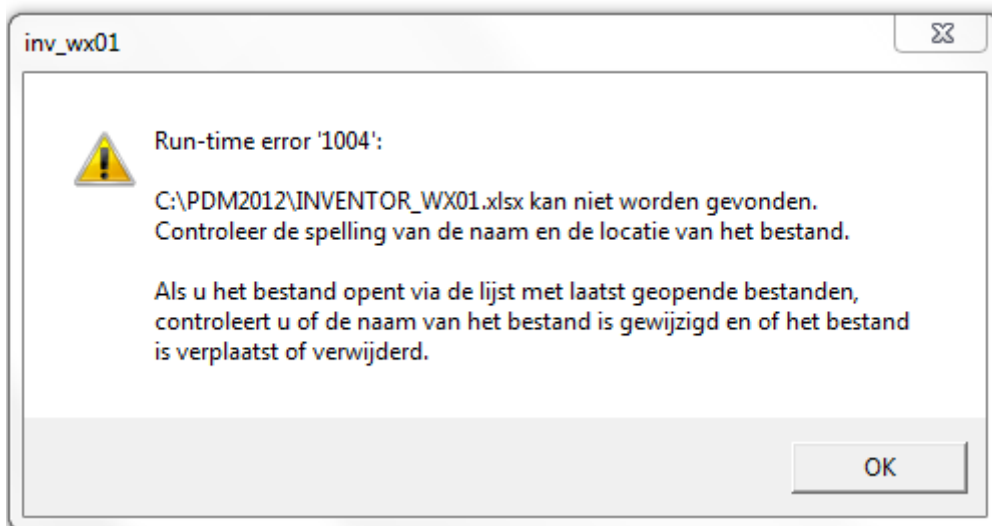 inv_wx01
Run-time error '1004':
C:\PDM2012\INVENTOR_WX01.xlsx kan niet worden gevonden.
Controleer de spelling van de naam en de locatie van het bestand.
Als u het bestand opent via de lijst met laatst geopende bestanden,
controleert u of de naam van het bestand is gewijzigd en of het bestand
is verplaatst of verwijderd.
OK